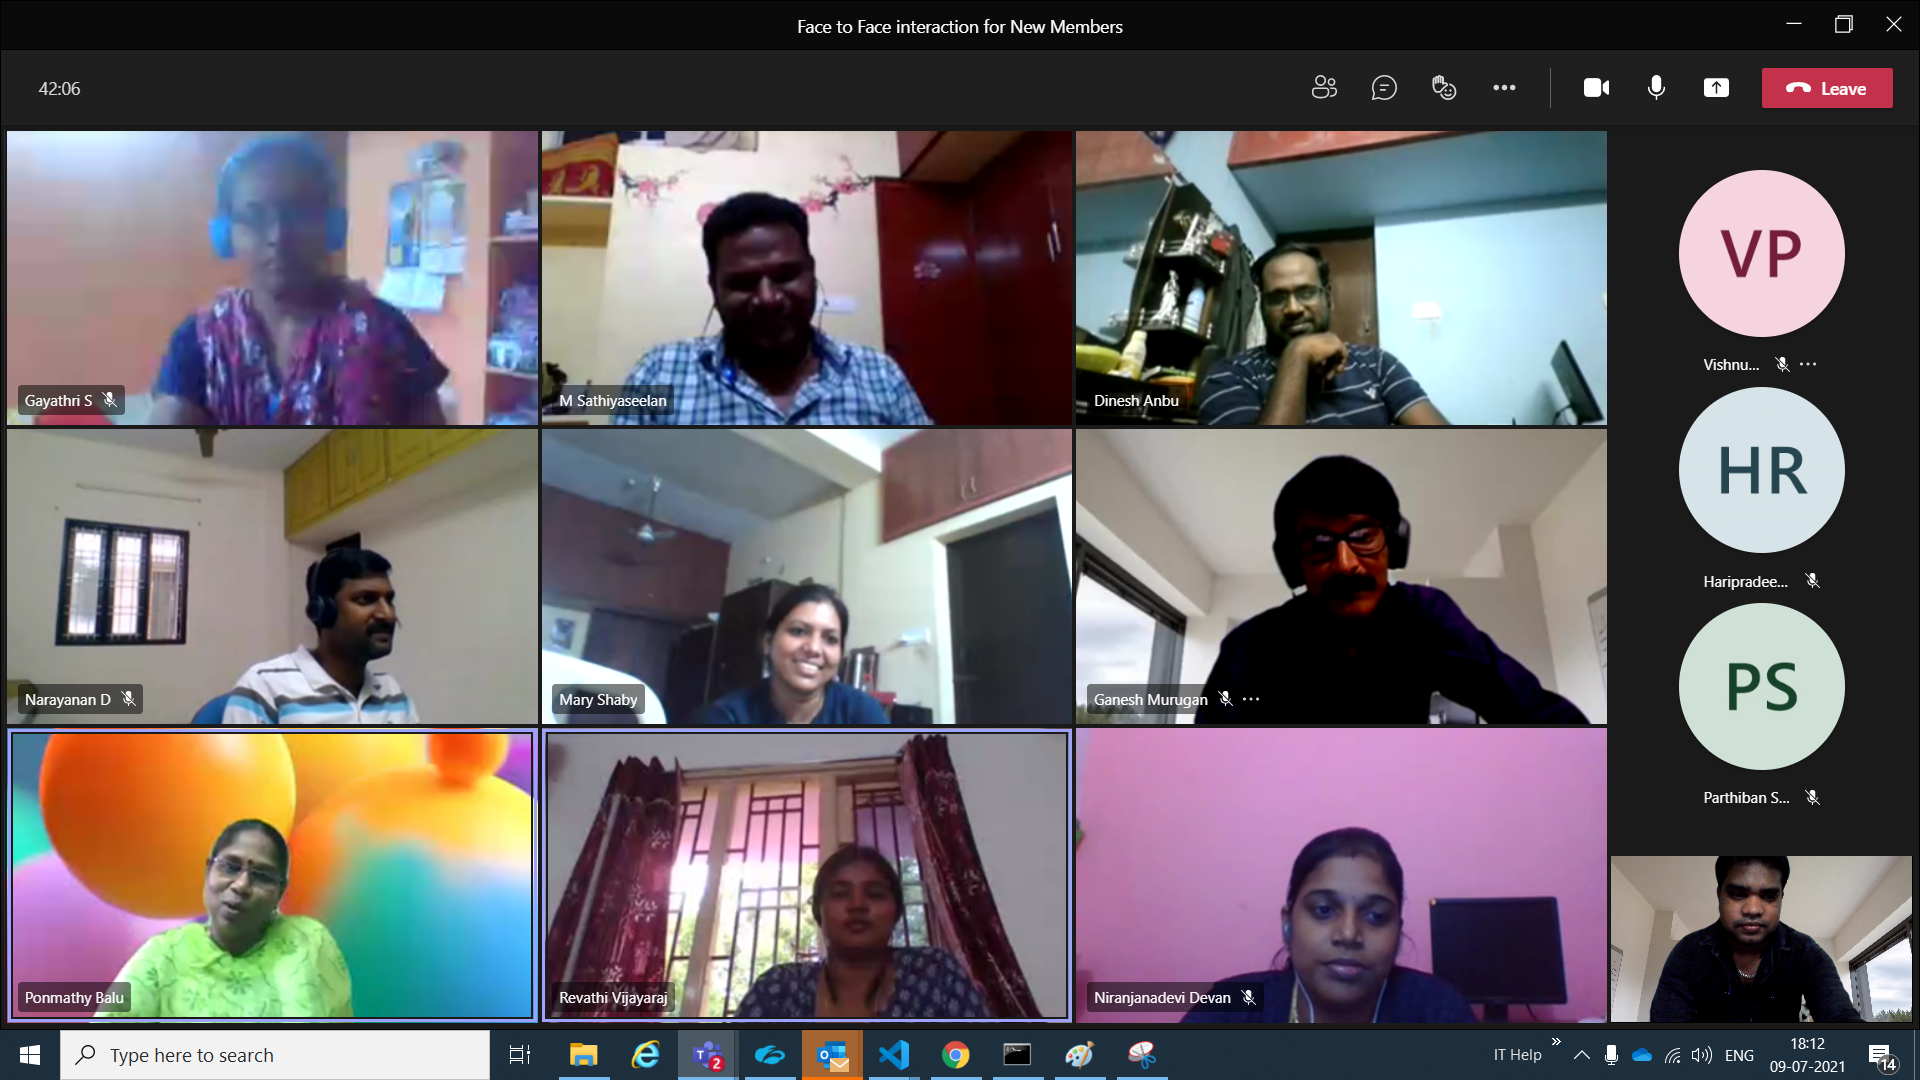 Face to Face interaction for New Members
42:06
Leave
Gayathri S
M Sathiyaseelan
Dinesh Anbu
VP
Vishnu...
Narayanan D
Mary Shaby
Ganesh Murugan
HR
Haripradee...
PS
Parthiban S...
Ponmathy Balu
Revathi Vijayaraj
Niranjanadevi Devan
Type here to search
T
2
IT Help
ENG
18:12
09-07-2021
14